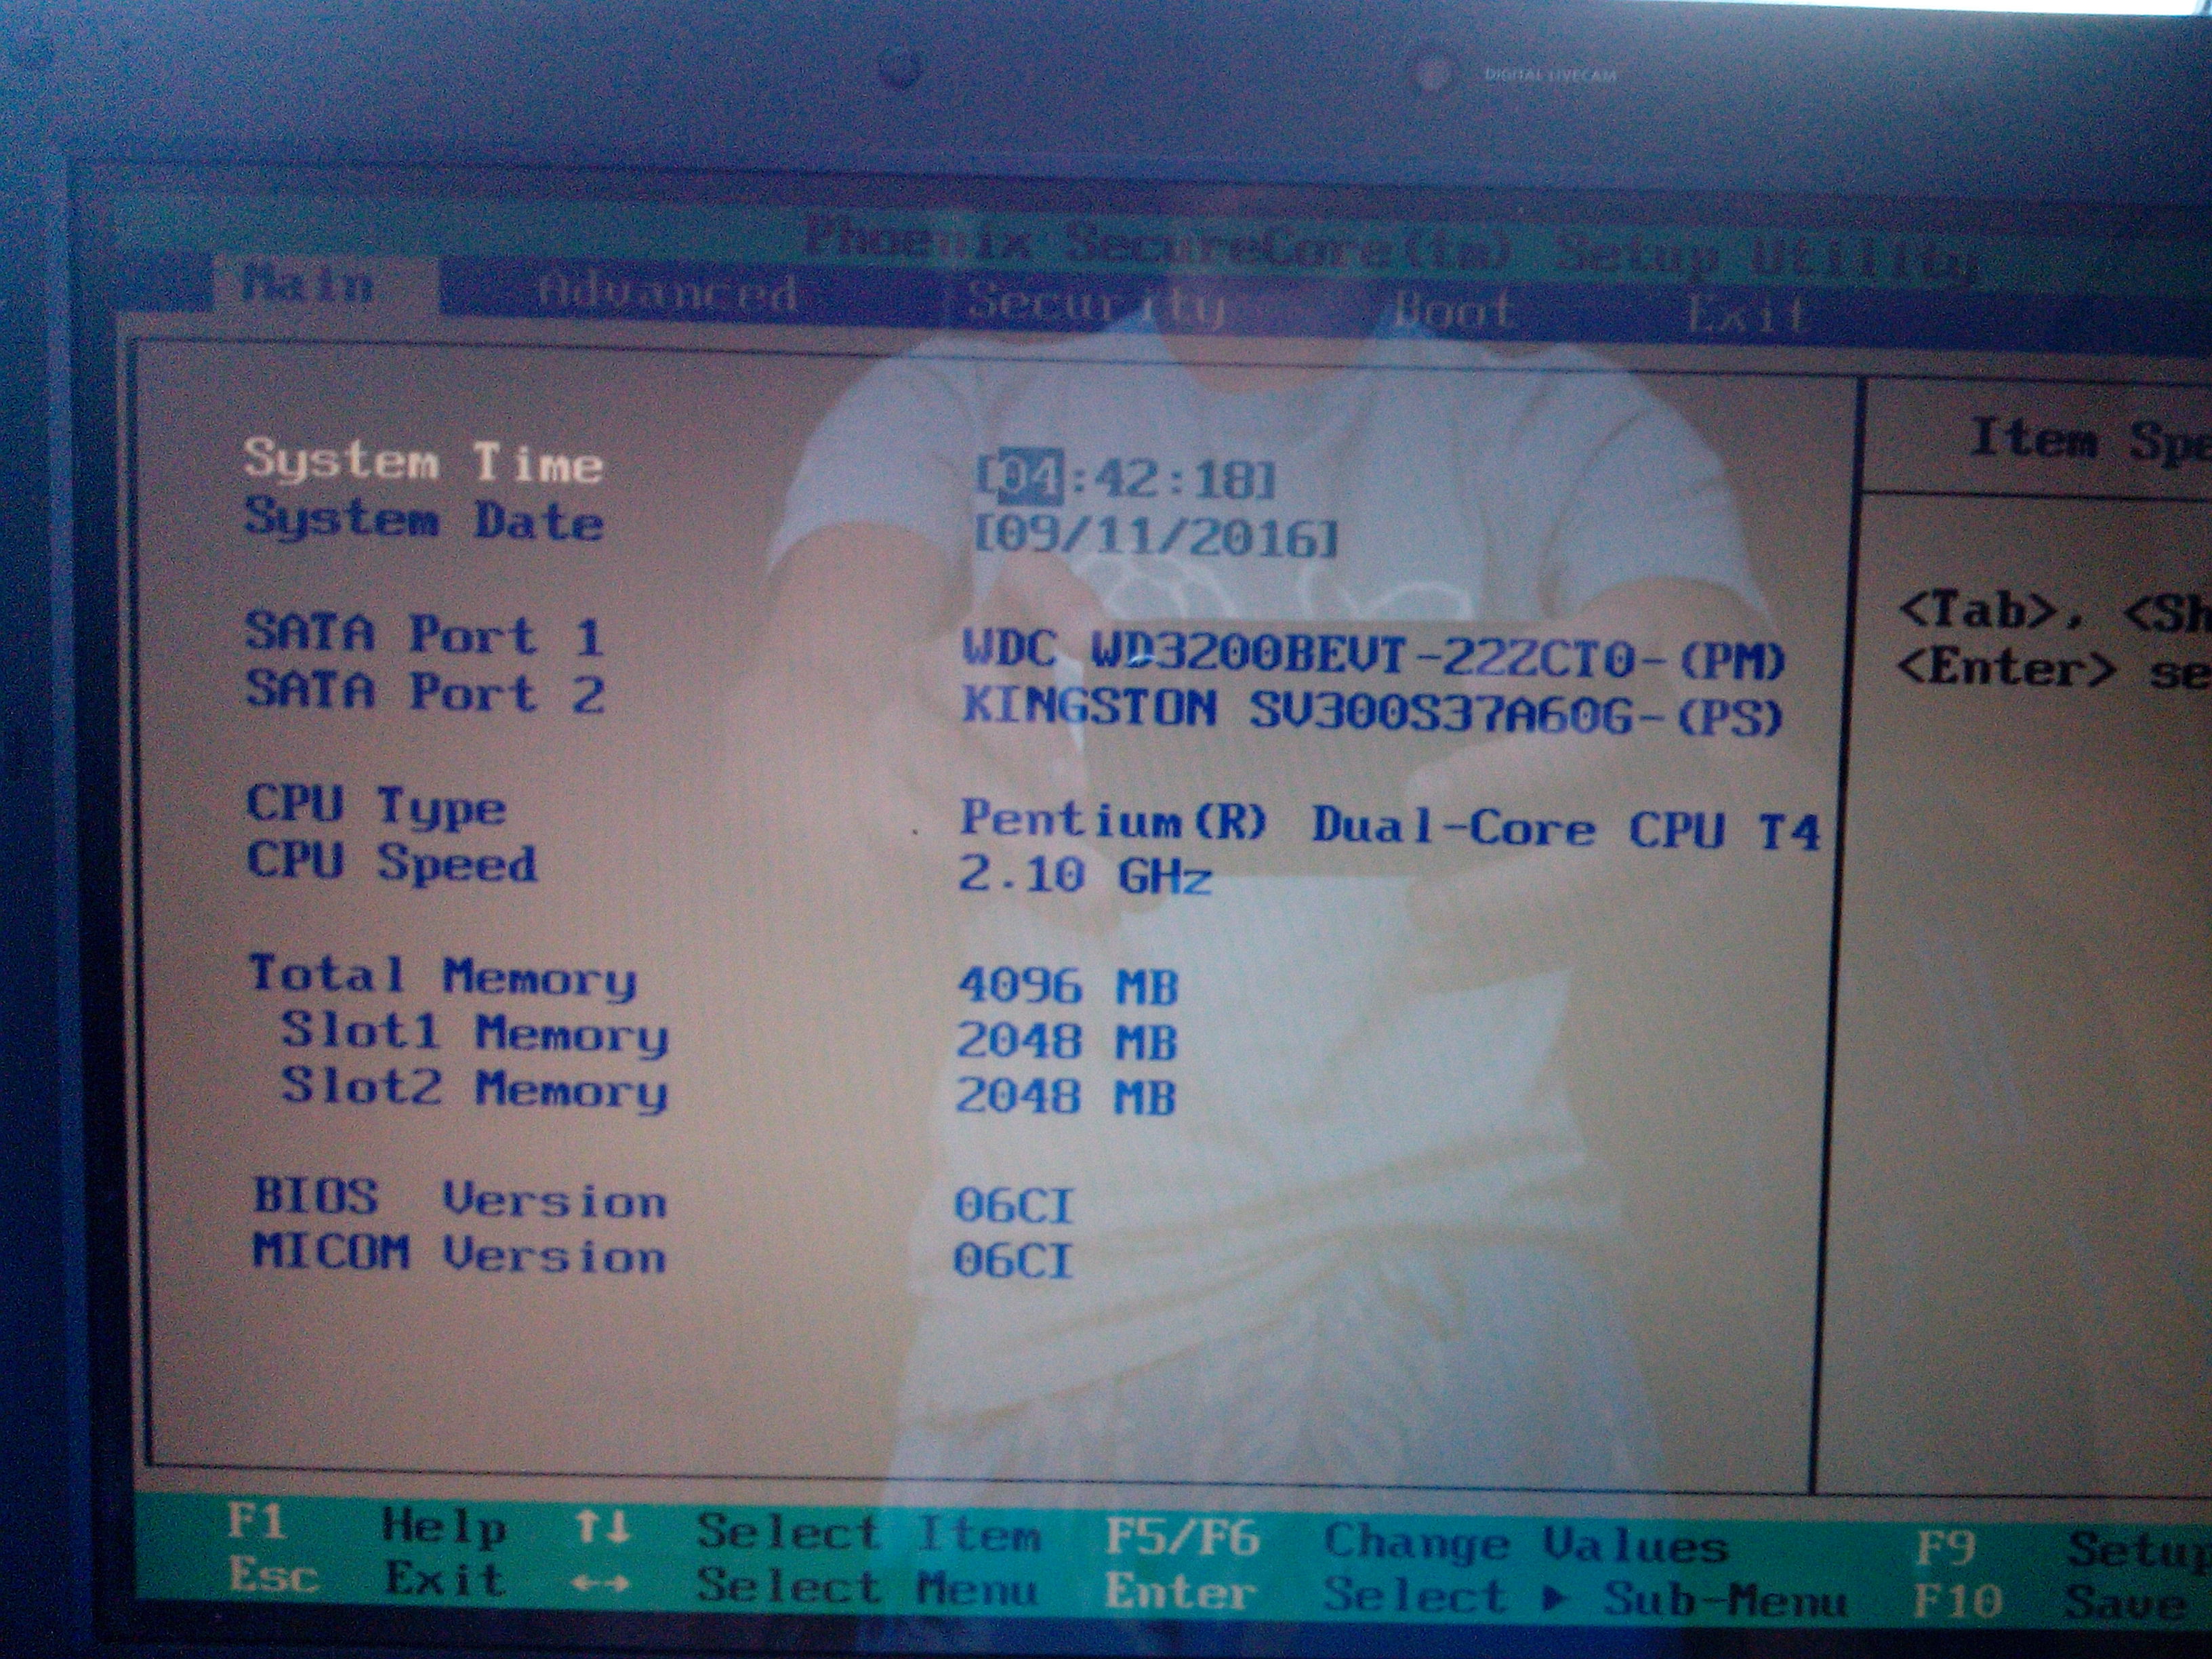 DIGITAL LIVECAM
Phoenix SecureCore(tm) Setup Utility
Main Advanced Security Boot Exit
Item Spe
System Time [04:42:18]
System Date [09/11/2016]
<Tab>, <Sh
<Enter> se
SATA Port 1 WDC WD3200BEVT-22ZCT0-(PM)
SATA Port 2 KINGSTON SV300S37A60G-(PS)
CPU Type Pentium(R) Dual-Core CPU T4
CPU Speed 2.10 GHz
Total Memory 4096 MB
Slot1 Memory 2048 MB
Slot2 Memory 2048 MB
BIOS Version 06CI
MICOM Version 06CI
F1 Help ↑↓ Select Item F5/F6 Change Values F9 Setup
Esc Exit ←→ Select Menu Enter Select ▶ Sub-Menu F10 Save